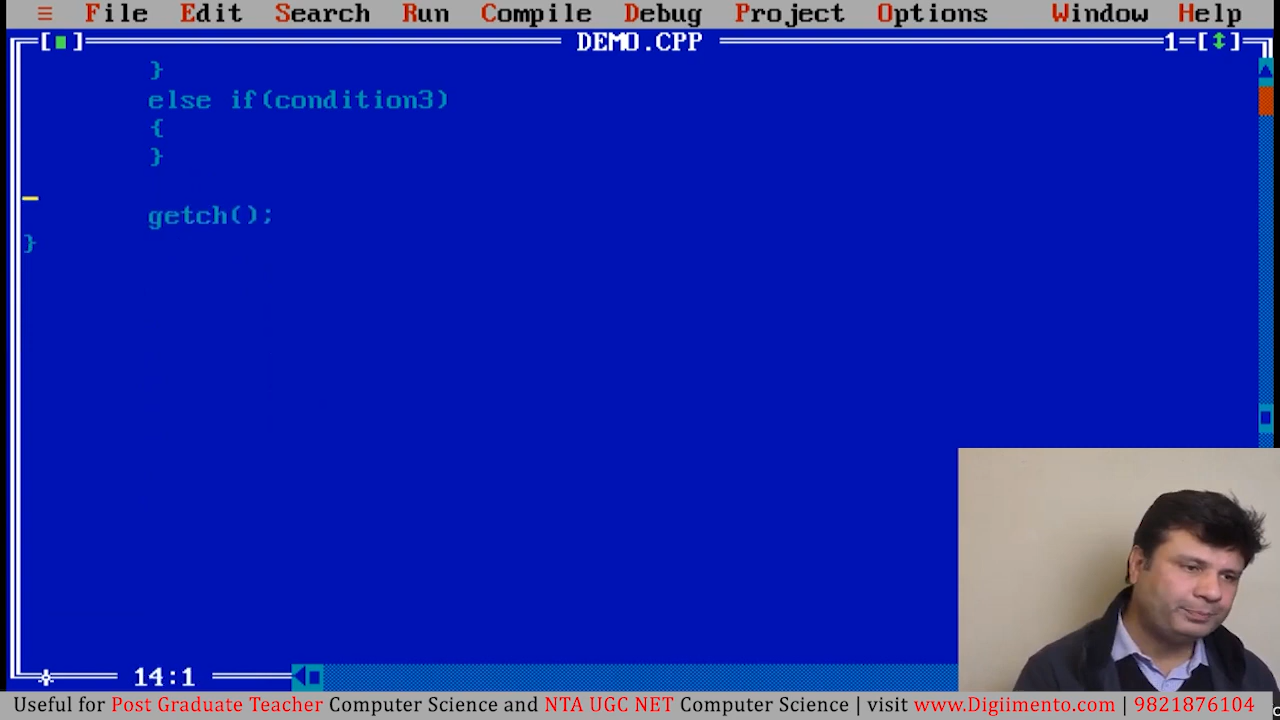 ≡ File Edit Search Run Compile Debug Project Options Window Help
[■] DEMO.CPP 1=[↕]
}
else if(condition3)
{
}
getch();
}
14:1
Useful for Post Graduate Teacher Computer Science and NTA UGC NET Computer Science | visit www.Digiimento.com | 9821876104